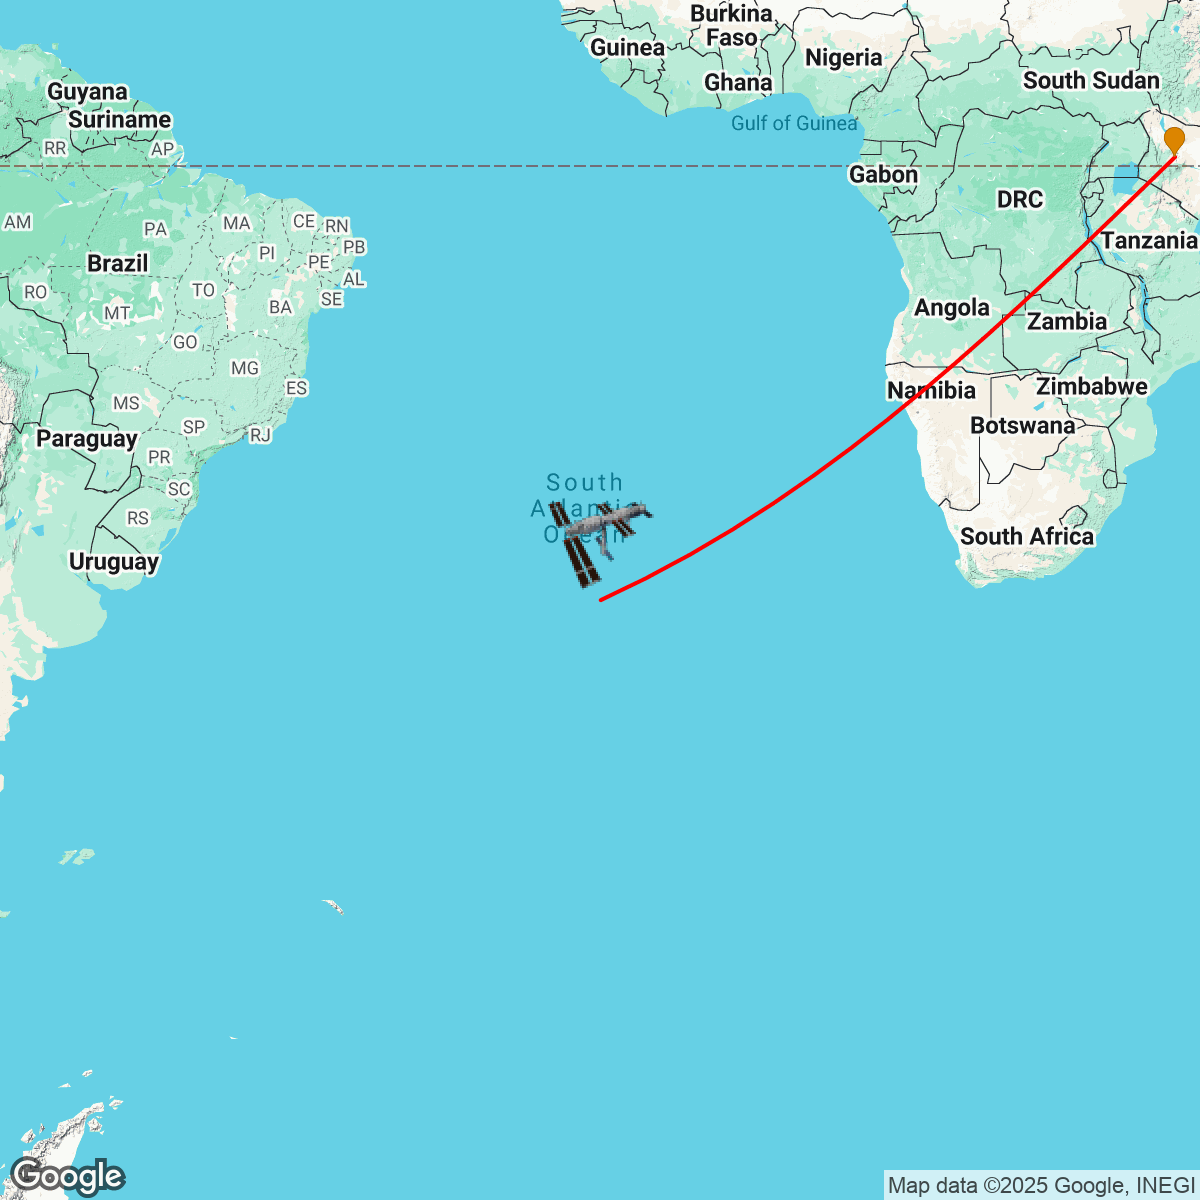 Burkina
Faso
Guinea
Nigeria
Ghana
South Sudan
Guyana
Suriname
Gulf of Guinea
RR
AP
Gabon
DRC
AM
PA
MA
CE
RN
PB
PI
PE
AL
SE
Brazil
TO
BA
RO
MT
GO
MG
ES
MS
SP
RJ
Paraguay
PR
SC
RS
Uruguay
Tanzania
Angola
Zambia
Namibia
Zimbabwe
Botswana
South Africa
South
Atlantic
Ocean
Google
Map data ©2025 Google, INEGI